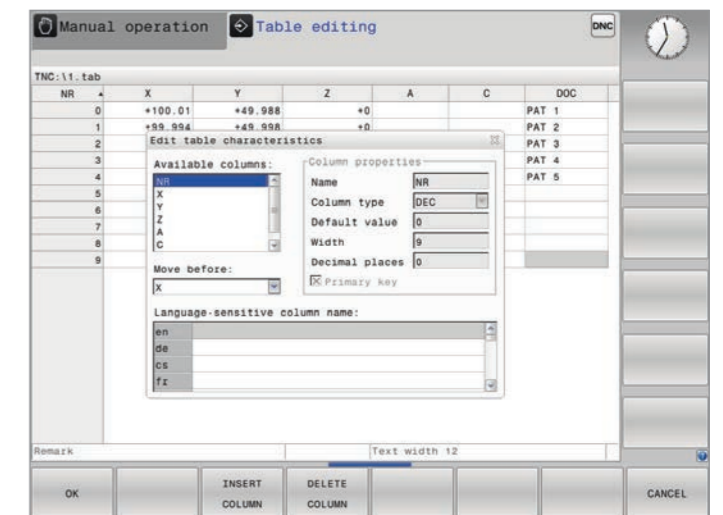 Manual operation Table editing DNC
TNC:\1.tab
NR X Y Z A C DOC
0 +100.01 +49.988 +0 PAT 1
1 +99.994 +49.998 +0 PAT 2
2 PAT 3
3 PAT 4
4 PAT 5
5
6
7
8
9
Edit table characteristics
Available columns:
NR
X
Y
Z
A
C
Move before:
X
Column properties
Name NR
Column type DEC
Default value 0
Width 9
Decimal places 0
Primary key
Language-sensitive column name:
en
de
cs
fr
Remark Text width 12
OK INSERT COLUMN DELETE COLUMN CANCEL